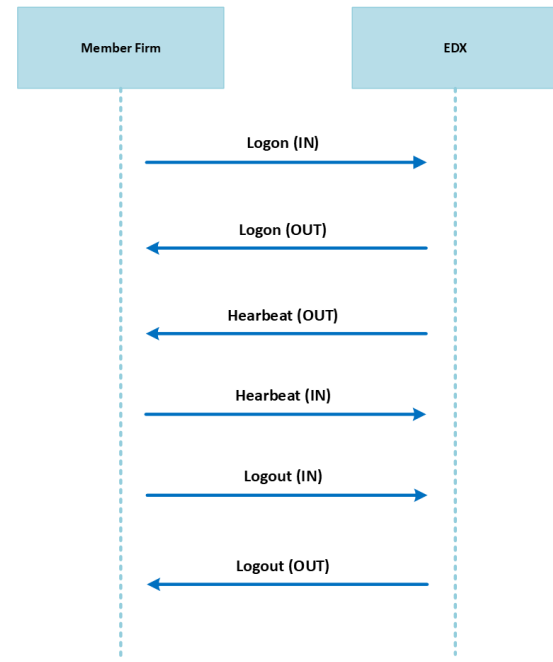 Member Firm
EDX
Logon (IN)
Logon (OUT)
Hearbeat (OUT)
Hearbeat (IN)
Logout (IN)
Logout (OUT)